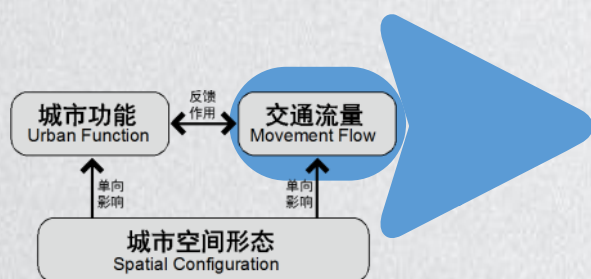 反馈
作用
城市功能
Urban Function
交通流量
Movement Flow
单向
影响
单向
影响
城市空间形态
Spatial Configuration